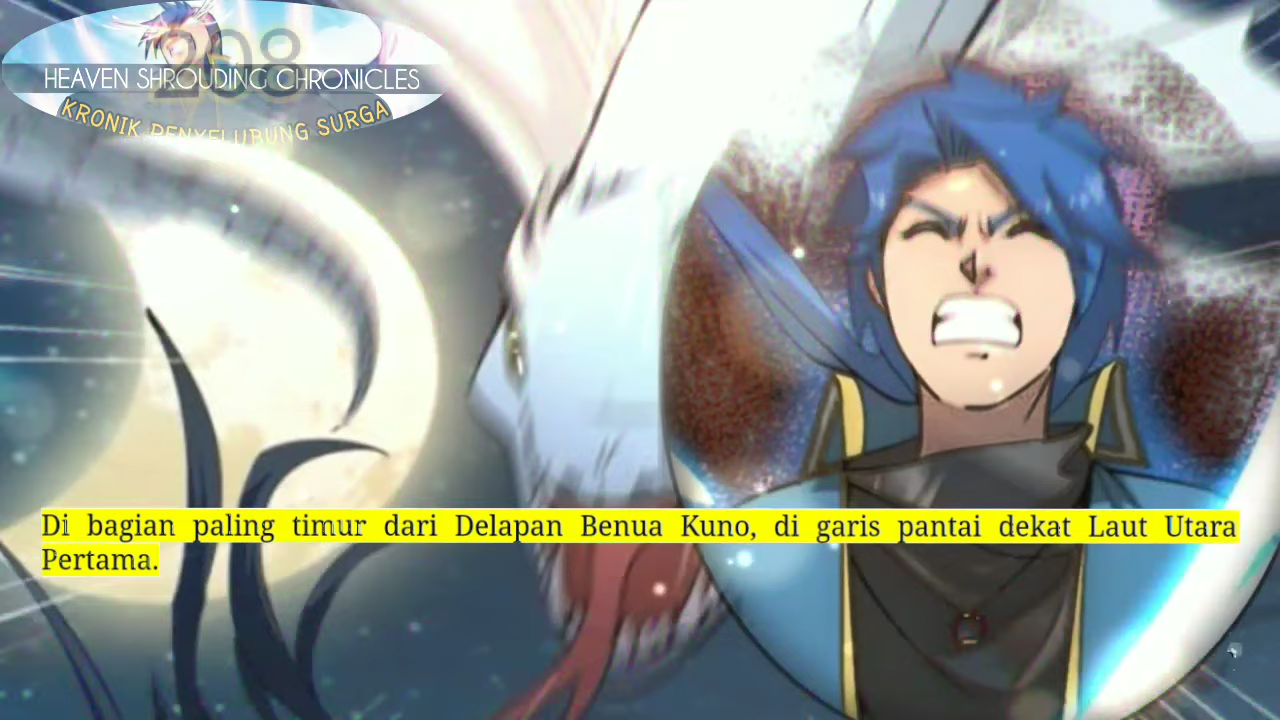 208
HEAVEN SHROUDING CHRONICLES
KRONIK PENYELUBUNG SURGA
Di bagian paling timur dari Delapan Benua Kuno, di garis pantai dekat Laut Utara
Pertama.